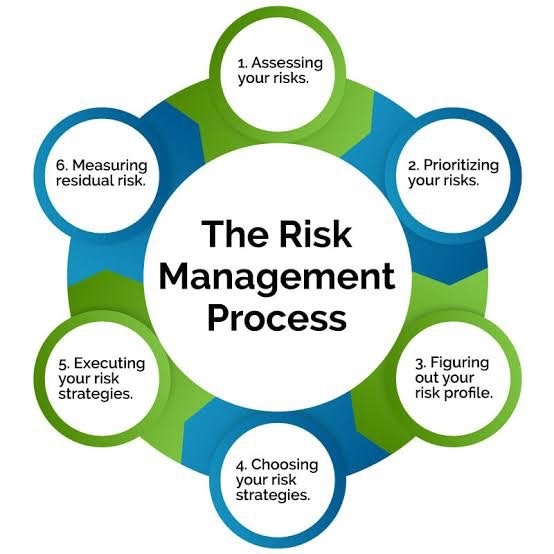 The Risk
Management
Process
1. Assessing
your risks.
2. Prioritizing
your risks.
3. Figuring
out your
risk profile.
4. Choosing
your risk
strategies.
5. Executing
your risk
strategies.
6. Measuring
residual risk.